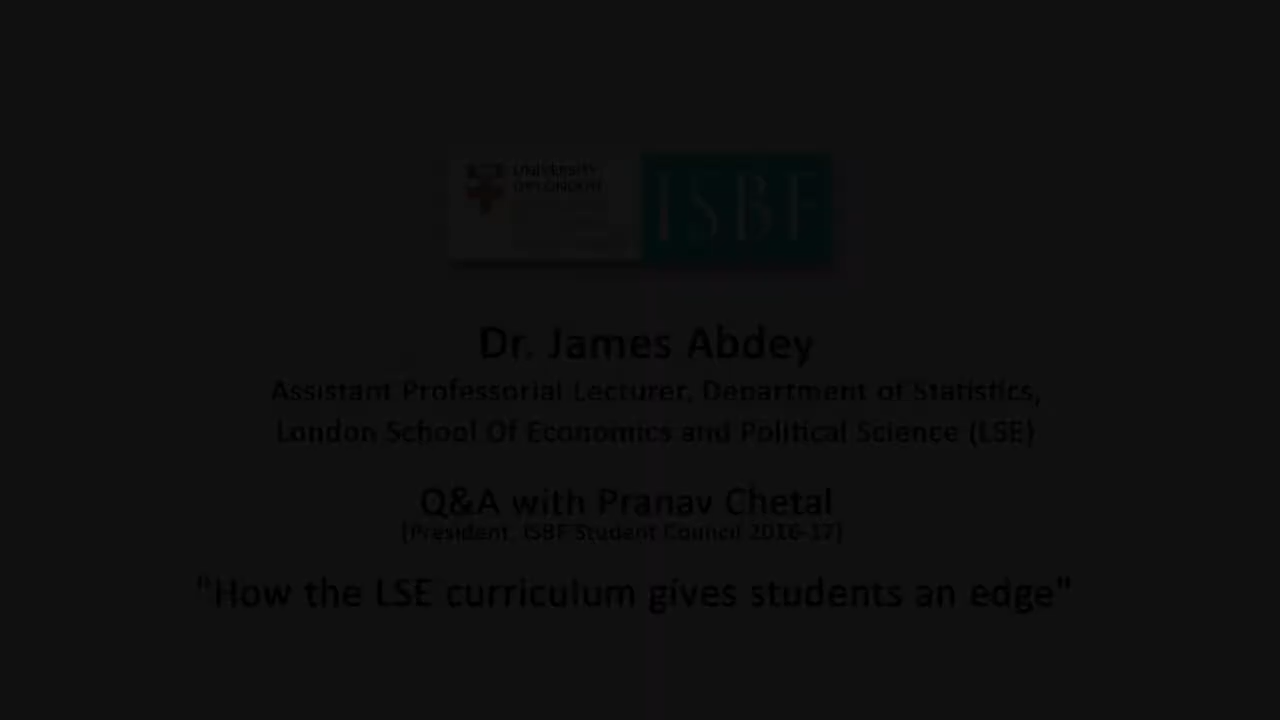 UNIVERSITY
OF LONDON
ISBF
Dr. James Abdey
Assistant Professorial Lecturer, Department of Statistics,
London School Of Economics and Political Science (LSE)
Q&A with Pranav Chetal
[President, ISBF Student Council 2016-17]
"How the LSE curriculum gives students an edge"